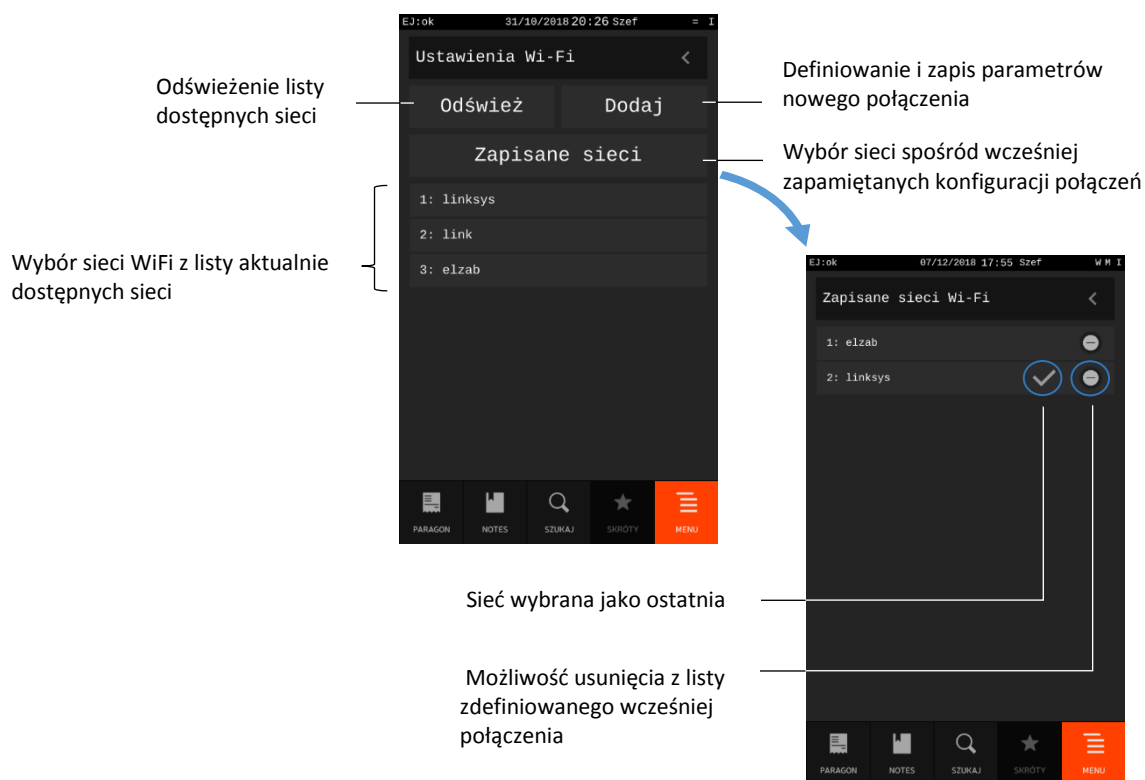 EJ:ok 31/10/2018 20:26 Szef = I
Ustawienia Wi-Fi <
Odśwież Dodaj
Zapisane sieci
1: linksys
2: link
3: elzab
PARAGON NOTES SZUKAJ SKRÓTY MENU
Odświeżenie listy
dostępnych sieci
Definiowanie i zapis parametrów
nowego połączenia
Wybór sieci spośród wcześniej
zapamiętanych konfiguracji połączeń
Wybór sieci WiFi z listy aktualnie
dostępnych sieci
EJ:ok 07/12/2018 17:55 Szef W M I
Zapisane sieci Wi-Fi <
1: elzab
2: linksys
Sieć wybrana jako ostatnia
Możliwość usunięcia z listy
zdefiniowanego wcześniej
połączenia
PARAGON NOTES SZUKAJ SKRÓTY MENU